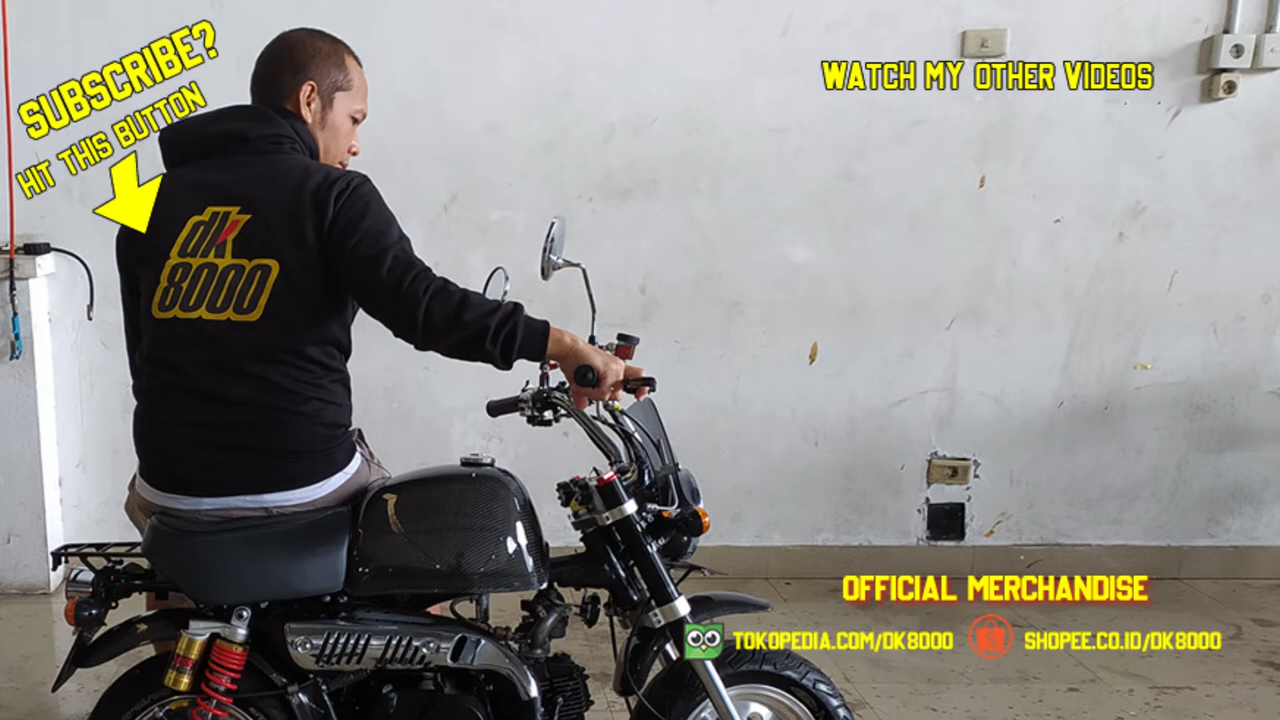 SUBSCRIBE?
HIT THIS BUTTON
WATCH MY OTHER VIDEOS
dk
8000
OFFICIAL MERCHANDISE
TOKOPEDIA.COM/DK8000
SHOPEE.CO.ID/DK8000